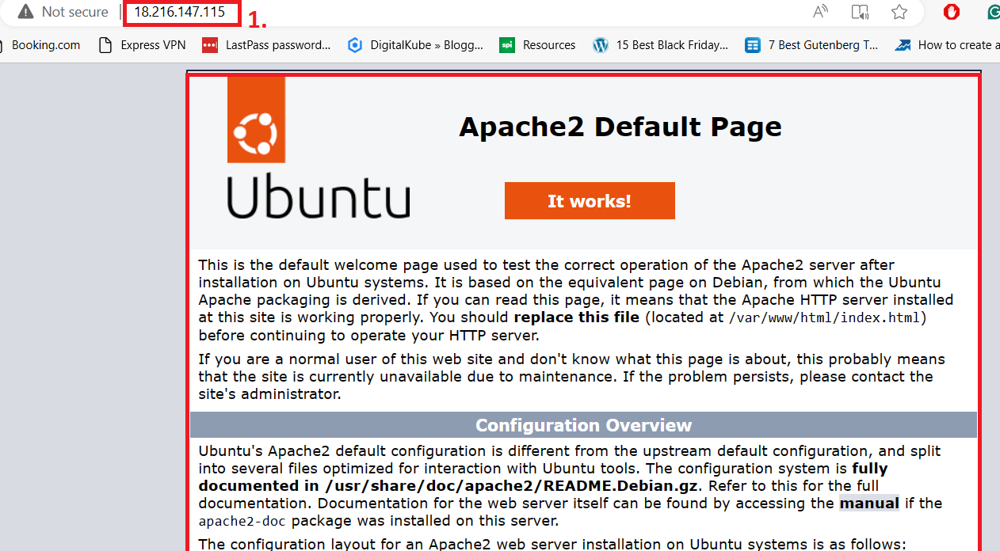 Not secure | 18.216.147.115
1.
Booking.com Express VPN LastPass password... DigitalKube » Blogg... spi Resources 15 Best Black Friday... 7 Best Gutenberg T... How to create a
Apache2 Default Page
Ubuntu
It works!
This is the default welcome page used to test the correct operation of the Apache2 server after
installation on Ubuntu systems. It is based on the equivalent page on Debian, from which the Ubuntu
Apache packaging is derived. If you can read this page, it means that the Apache HTTP server installed
at this site is working properly. You should replace this file (located at /var/www/html/index.html)
before continuing to operate your HTTP server.
If you are a normal user of this web site and don't know what this page is about, this probably means
that the site is currently unavailable due to maintenance. If the problem persists, please contact the
site's administrator.
Configuration Overview
Ubuntu's Apache2 default configuration is different from the upstream default configuration, and split
into several files optimized for interaction with Ubuntu tools. The configuration system is fully
documented in /usr/share/doc/apache2/README.Debian.gz. Refer to this for the full
documentation. Documentation for the web server itself can be found by accessing the manual if the
apache2-doc package was installed on this server.
The configuration layout for an Apache2 web server installation on Ubuntu systems is as follows: